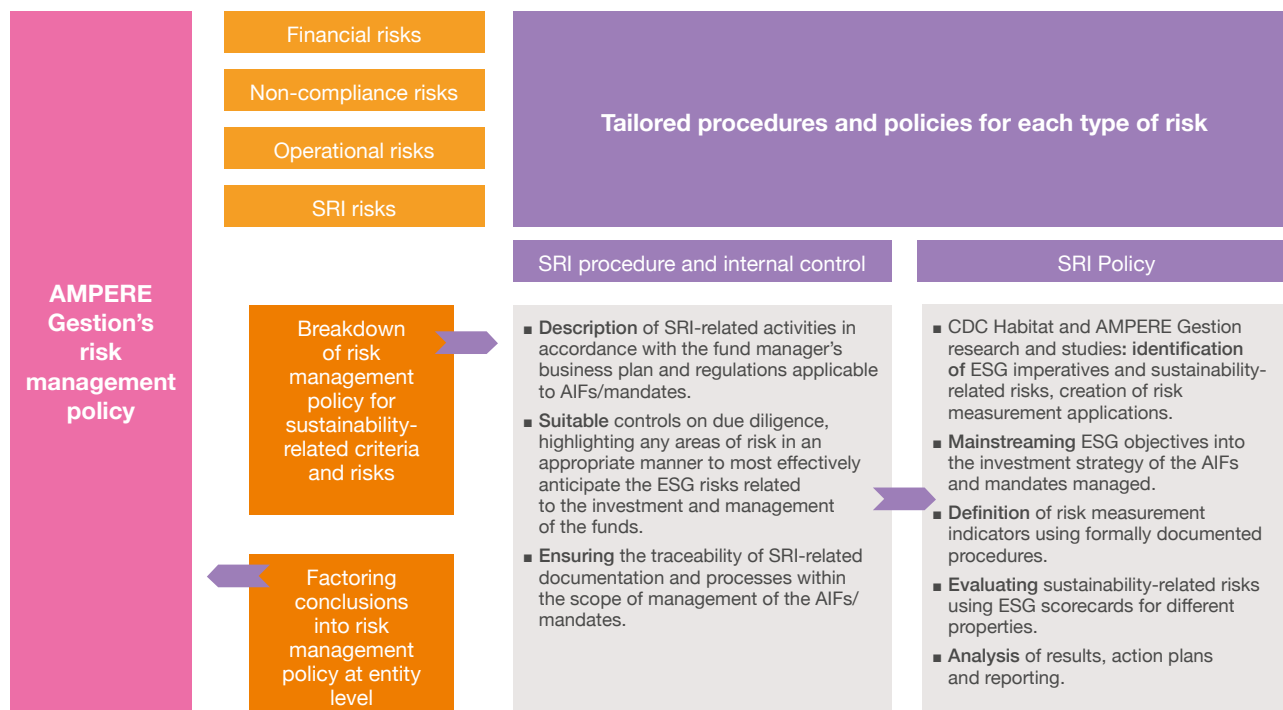 AMPERE
Gestion’s
risk
management
policy
Financial risks
Non-compliance risks
Operational risks
SRI risks
Tailored procedures and policies for each type of risk
Breakdown
of risk
management
policy for
sustainability-
related criteria
and risks
Factoring
conclusions
into risk
management
policy at entity
level
SRI procedure and internal control
■ Description of SRI-related activities in
accordance with the fund manager’s
business plan and regulations applicable
to AIFs/mandates.
■ Suitable controls on due diligence,
highlighting any areas of risk in an
appropriate manner to most effectively
anticipate the ESG risks related
to the investment and management
of the funds.
■ Ensuring the traceability of SRI-related
documentation and processes within
the scope of management of the AIFs/
mandates.
SRI Policy
■ CDC Habitat and AMPERE Gestion
research and studies: identification
of ESG imperatives and sustainability-
related risks, creation of risk
measurement applications.
■ Mainstreaming ESG objectives into
the investment strategy of the AIFs
and mandates managed.
■ Definition of risk measurement
indicators using formally documented
procedures.
■ Evaluating sustainability-related risks
using ESG scorecards for different
properties.
■ Analysis of results, action plans
and reporting.